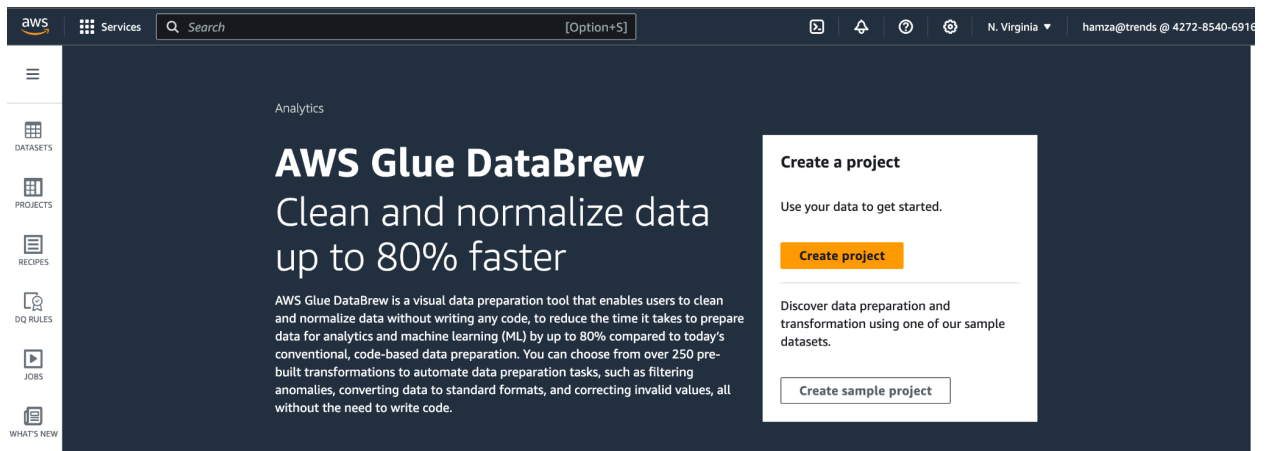 aws
Services
Search
[Option+S]
N. Virginia
hamza@trends @ 4272-8540-6916
DATASETS
PROJECTS
RECIPES
DQ RULES
JOBS
WHAT'S NEW
Analytics
AWS Glue DataBrew
Clean and normalize data
up to 80% faster
AWS Glue DataBrew is a visual data preparation tool that enables users to clean
and normalize data without writing any code, to reduce the time it takes to prepare
data for analytics and machine learning (ML) by up to 80% compared to today's
conventional, code-based data preparation. You can choose from over 250 pre-
built transformations to automate data preparation tasks, such as filtering
anomalies, converting data to standard formats, and correcting invalid values, all
without the need to write code.
Create a project
Use your data to get started.
Create project
Discover data preparation and
transformation using one of our sample
datasets.
Create sample project